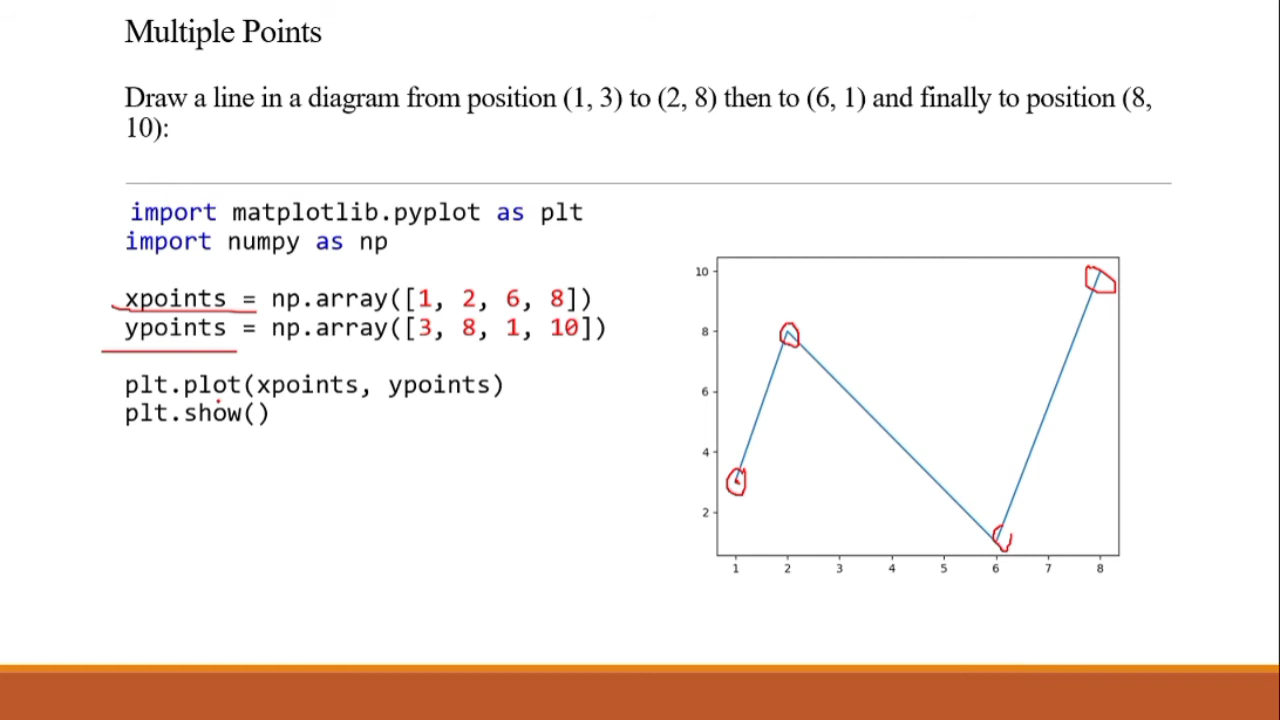 Multiple Points
Draw a line in a diagram from position (1, 3) to (2, 8) then to (6, 1) and finally to position (8,
10):
import matplotlib.pyplot as plt
import numpy as np
xpoints = np.array([1, 2, 6, 8])
ypoints = np.array([3, 8, 1, 10])
plt.plot(xpoints, ypoints)
plt.show()
10
8
6
4
2
1 2 3 4 5 6 7 8